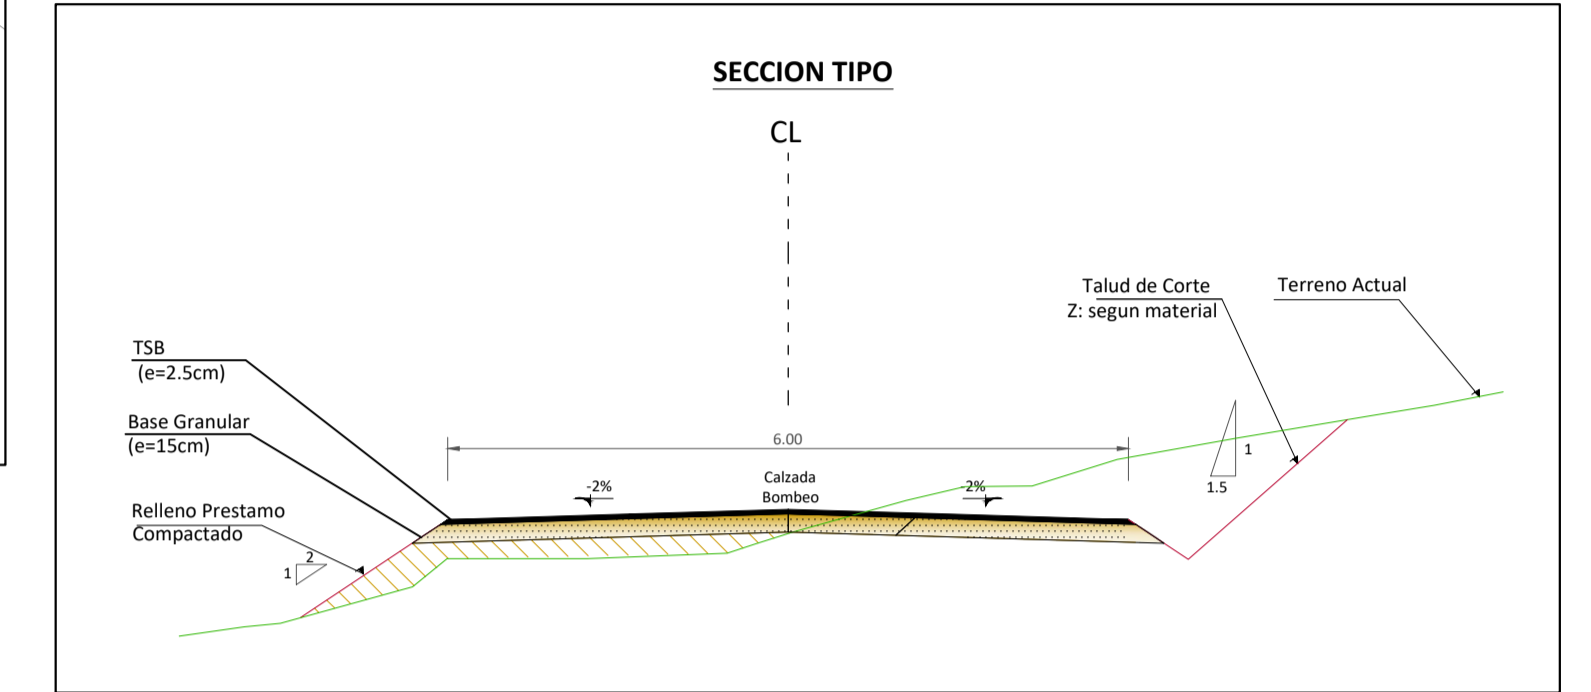 SECCION TIPO
CL
Talud de Corte
Z: segun material
Terreno Actual
TSB
(e=2.5cm)
Base Granular
(e=15cm)
6.00
1
1.5
Calzada
Bombeo
-2%
-2%
Relleno Prestamo
Compactado
2
1